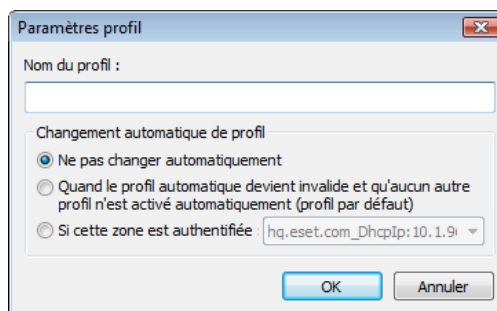 Paramètres profil
Nom du profil :
Changement automatique de profil
Ne pas changer automatiquement
Quand le profil automatique devient invalide et qu'aucun autre
profil n'est activé automatiquement (profil par défaut)
Si cette zone est authentifiée : hq.eset.com_DhcpIp:10.1.9
OK Annuler